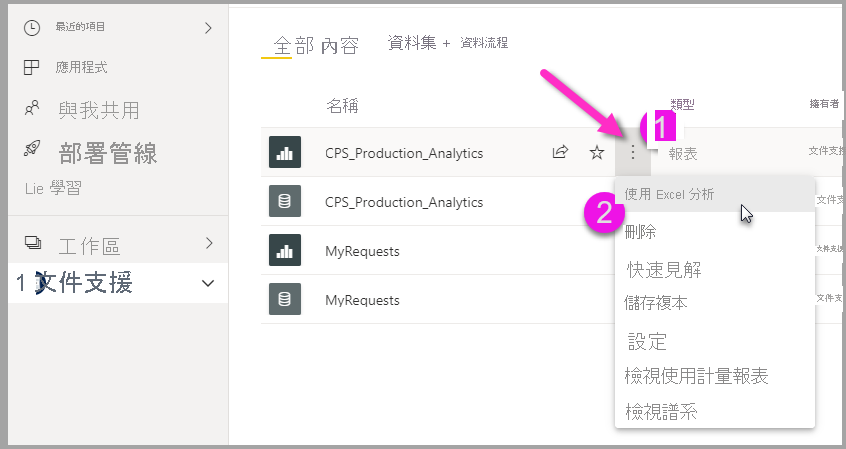 最近的項目
應用程式
與我共用
部署管線
Lie 學習
工作區
1 文件支援
全部 內容 資料集 + 資料流程
名稱 類型 擁有者
1
CPS_Production_Analytics 報表 文件支援
使用 Excel 分析
CPS_Production_Analytics 文件支
2
刪除
MyRequests 文件支援
快速見解
MyRequests 文件支
儲存複本
設定
檢視使用計量報表
檢視譜系